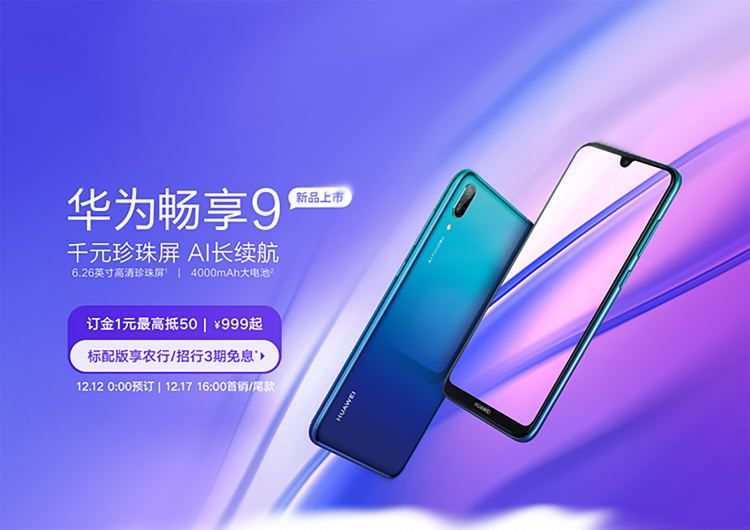 华为畅享9
新品上市
千元珍珠屏 AI长续航
6.26英寸高清珍珠屏¹ | 4000mAh大电池²
订金1元最高抵50 | ¥999起
标配版享农行/招行3期免息*
12.12 0:00预订 | 12.17 16:00首销/尾款
HUAWEI
HUAWEI